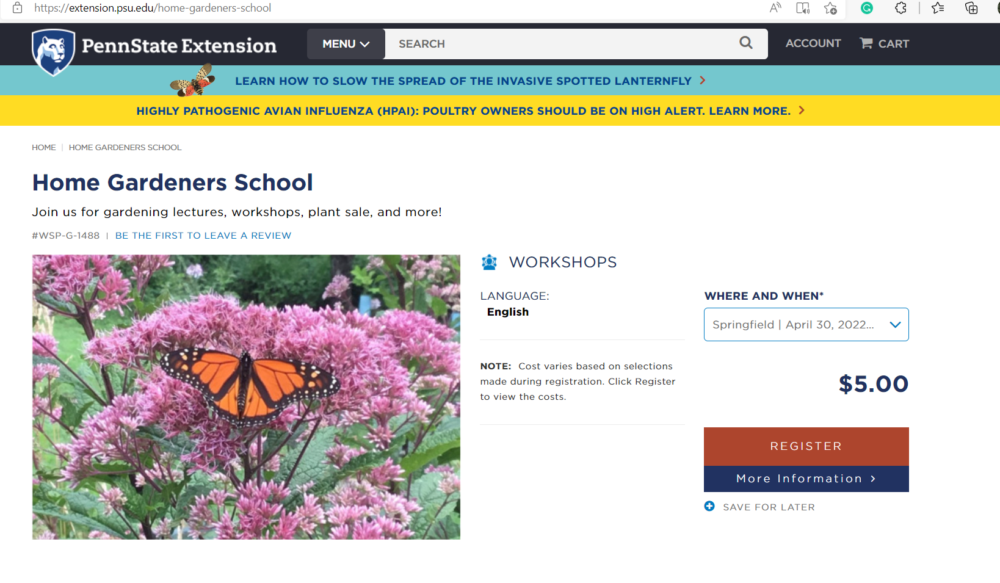 https://extension.psu.edu/home-gardeners-school
PennState Extension
MENU
SEARCH
ACCOUNT
CART
LEARN HOW TO SLOW THE SPREAD OF THE INVASIVE SPOTTED LANTERNFLY
HIGHLY PATHOGENIC AVIAN INFLUENZA (HPAI): POULTRY OWNERS SHOULD BE ON HIGH ALERT. LEARN MORE.
HOME | HOME GARDENERS SCHOOL
Home Gardeners School
Join us for gardening lectures, workshops, plant sale, and more!
#WSP-G-1488 | BE THE FIRST TO LEAVE A REVIEW
WORKSHOPS
LANGUAGE:
English
NOTE: Cost varies based on selections
made during registration. Click Register
to view the costs.
WHERE AND WHEN*
Springfield | April 30, 2022...
$5.00
REGISTER
More Information >
SAVE FOR LATER